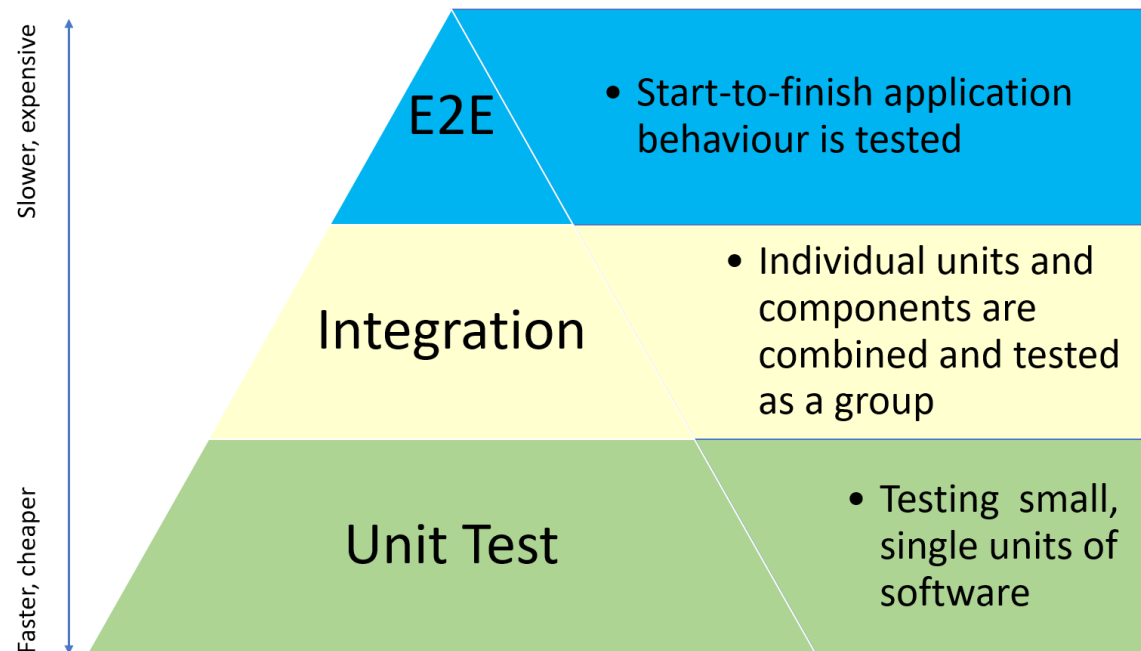 Slower, expensive
E2E
• Start-to-finish application
behaviour is tested
Integration
• Individual units and
components are
combined and tested
as a group
Faster, cheaper
Unit Test
• Testing small,
single units of
software